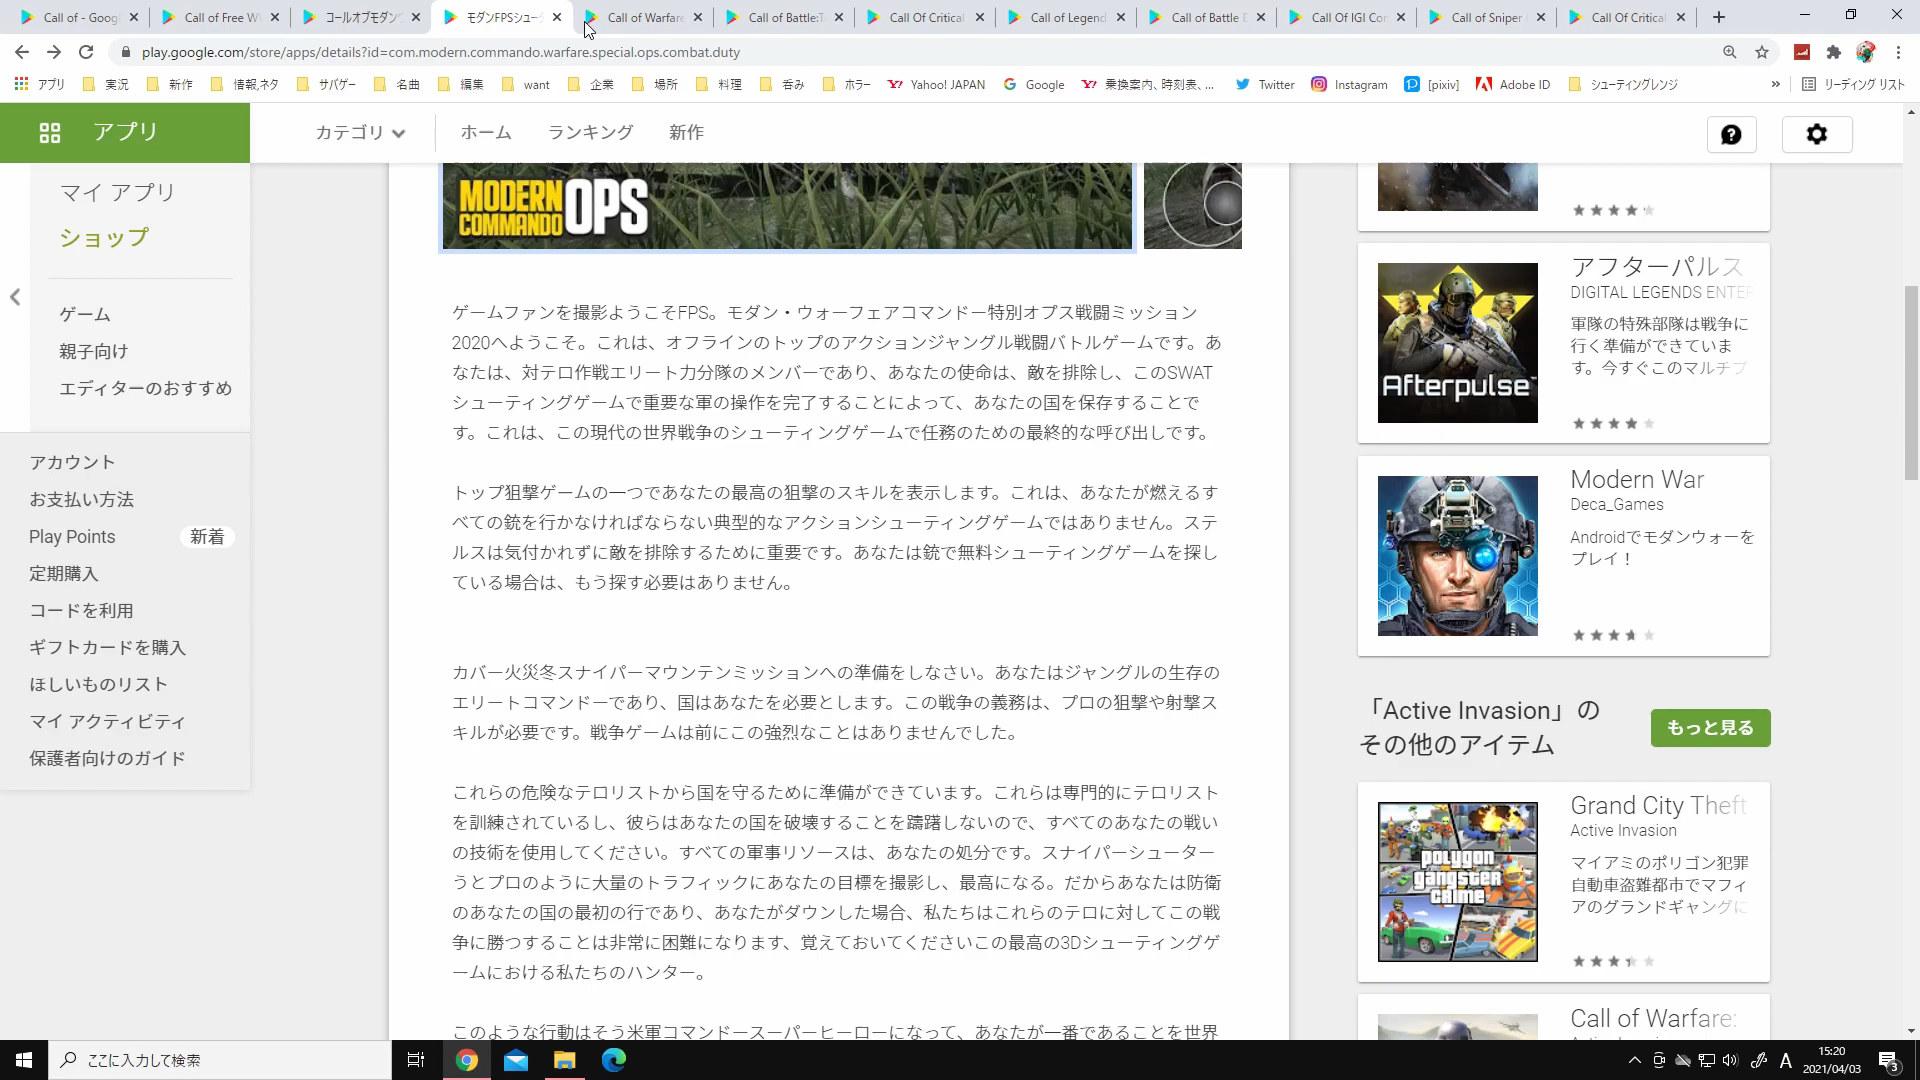 Call of - Googl
Call of Free W
コールオブモダン
モダンFPSシュー
Call of Warfare
Call of Battle:T
Call Of Critical
Call of Legend
Call of Battle D
Call Of IGI Con
Call of Sniper
Call Of Critical
play.google.com/store/apps/details?id=com.modern.commando.warfare.special.ops.combat.duty
アプリ
実況
新作
情報,ネタ
サバゲー
名曲
編集
want
企業
場所
料理
呑み
ホラー
Yahoo! JAPAN
Google
乗換案内、時刻表、...
Twitter
Instagram
[pixiv]
Adobe ID
シューティングレンジ
»
リーディング リスト
アプリ
カテゴリ
ホーム
ランキング
新作
マイ アプリ
ショップ
ゲーム
親子向け
エディターのおすすめ
アカウント
お支払い方法
Play Points
新着
定期購入
コードを利用
ギフトカードを購入
ほしいものリスト
マイ アクティビティ
保護者向けのガイド
MODERN
COMMANDO
OPS
ゲームファンを撮影ようこそFPS。モダン・ウォーフェアコマンドー特別オプス戦闘ミッション
2020へようこそ。これは、オフラインのトップのアクションジャングル戦闘バトルゲームです。あ
なたは、対テロ作戦エリート力分隊のメンバーであり、あなたの使命は、敵を排除し、このSWAT
シューティングゲームで重要な軍の操作を完了することによって、あなたの国を保存することで
す。これは、この現代の世界戦争のシューティングゲームで任務のための最終的な呼び出しです。
トップ狙撃ゲームの一つであなたの最高の狙撃のスキルを表示します。これは、あなたが燃えるす
べての銃を行かなければならない典型的なアクションシューティングゲームではありません。ステ
ルスは気付かれずに敵を排除するために重要です。あなたは銃で無料シューティングゲームを探し
ている場合は、もう探す必要はありません。
カバー火災冬スナイパーマウンテンミッションへの準備をしなさい。あなたはジャングルの生存の
エリートコマンドーであり、国はあなたを必要とします。この戦争の義務は、プロの狙撃や射撃ス
キルが必要です。戦争ゲームは前にこの強烈なことはありませんでした。
これらの危険なテロリストから国を守るために準備ができています。これらは専門的にテロリスト
を訓練されているし、彼らはあなたの国を破壊することを躊躇しないので、すべてのあなたの戦い
の技術を使用してください。すべての軍事リソースは、あなたの処分です。スナイパーシューター
うとプロのように大量のトラフィックにあなたの目標を撮影し、最高になる。だからあなたは防衛
のあなたの国の最初の行であり、あなたがダウンした場合、私たちはこれらのテロに対してこの戦
争に勝つすることは非常に困難になります、覚えておいてくださいこの最高の3Dシューティングゲ
ームにおける私たちのハンター。
このような行動はそう米軍コマンドースーパーヒーローになって、あなたが一番であることを世界
アフターパルス
DIGITAL LEGENDS ENTER
軍隊の特殊部隊は戦争に
行く準備ができていま
す。今すぐこのマルチプ
Afterpulse
Modern War
Deca_Games
Androidでモダンウォーを
プレイ！
「Active Invasion」の
その他のアイテム
もっと見る
Grand City Theft
Active Invasion
マイアミのポリゴン犯罪
自動車盗難都市でマフィ
アのグランドギャングに
polygon
gangster
crime
Call of Warfare:
ここに入力して検索
A
15:20
2021/04/03
3